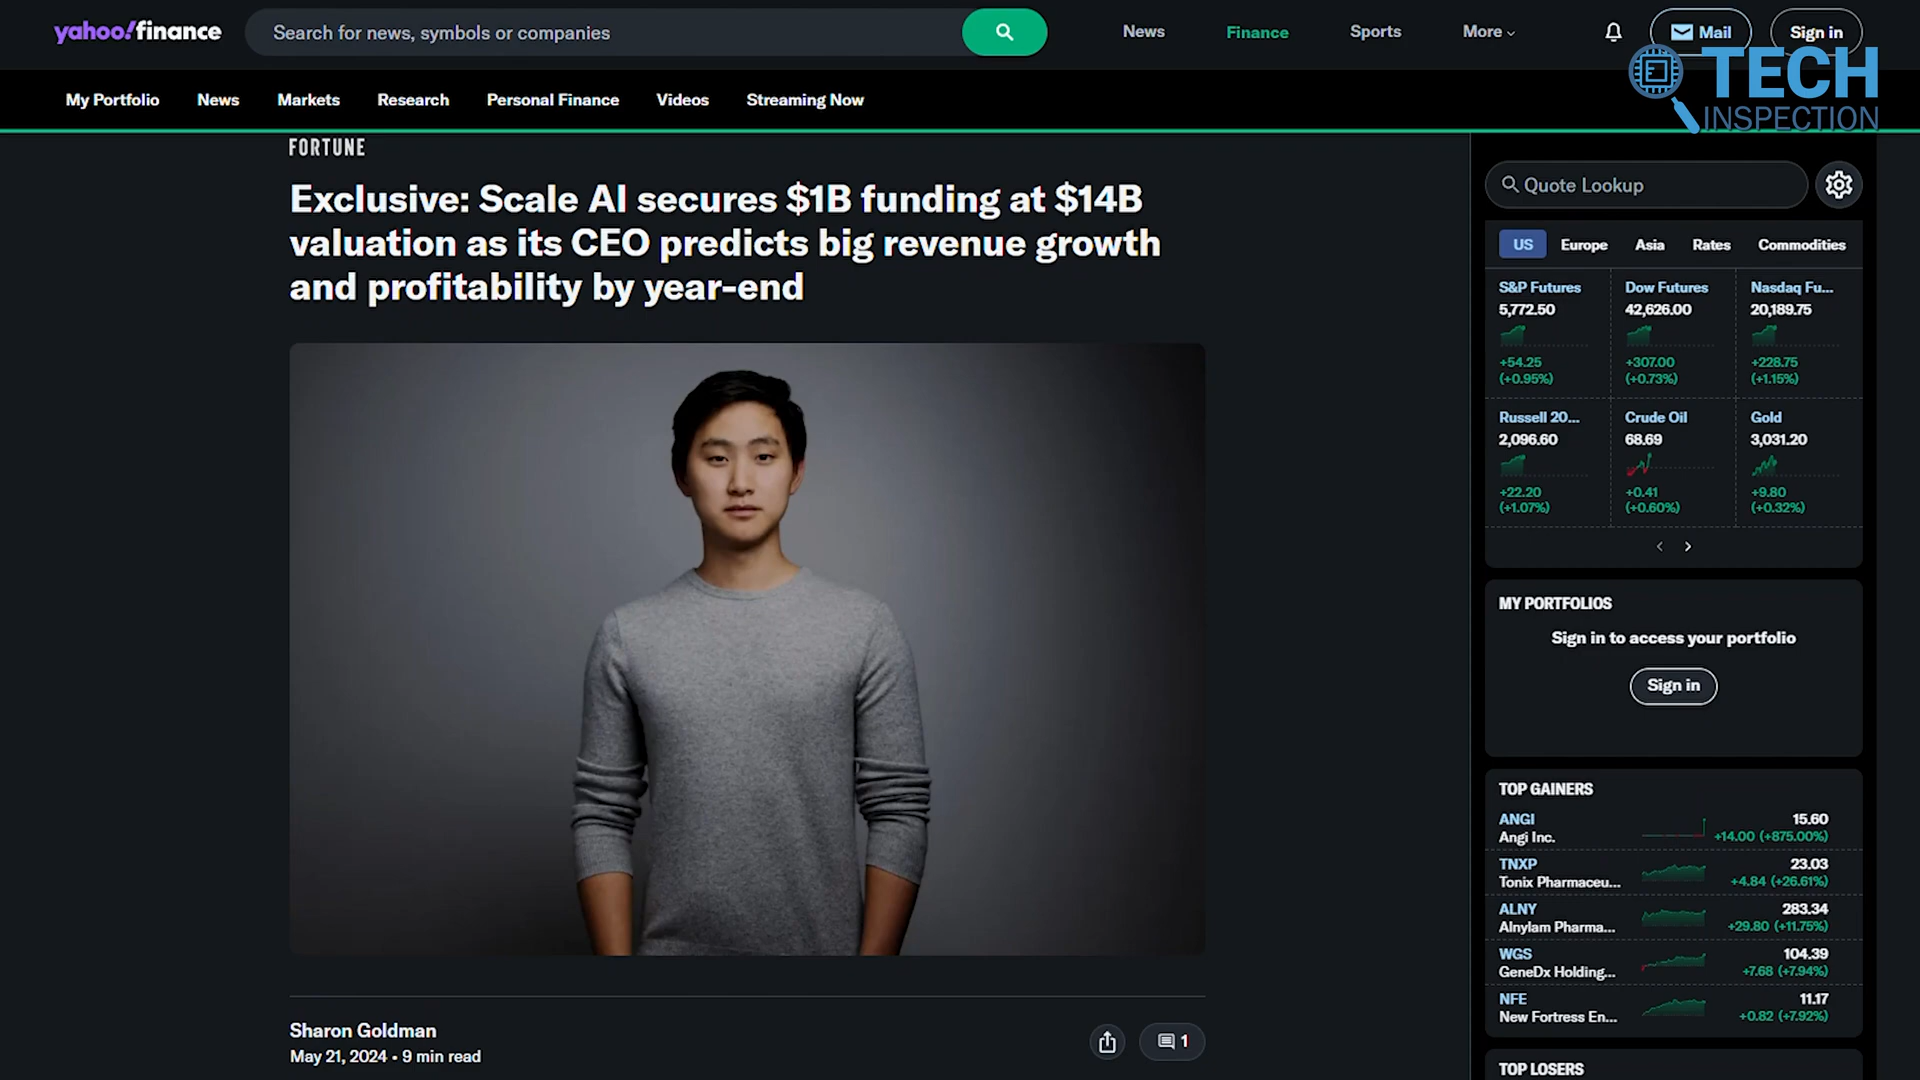 yahoo!finance
Search for news, symbols or companies
News
Finance
Sports
More
Mail
Sign in
TECH
INSPECTION
My Portfolio
News
Markets
Research
Personal Finance
Videos
Streaming Now
FORTUNE
Exclusive: Scale AI secures $1B funding at $14B
valuation as its CEO predicts big revenue growth
and profitability by year-end
Sharon Goldman
May 21, 2024 • 9 min read
1
Quote Lookup
US
Europe
Asia
Rates
Commodities
S&P Futures
5,772.50
+54.25
(+0.95%)
Dow Futures
42,626.00
+307.00
(+0.73%)
Nasdaq Fu...
20,189.75
+228.75
(+1.15%)
Russell 20...
2,096.60
+22.20
(+1.07%)
Crude Oil
68.69
+0.41
(+0.60%)
Gold
3,031.20
+9.80
(+0.32%)
MY PORTFOLIOS
Sign in to access your portfolio
Sign in
TOP GAINERS
ANGI 15.60
Angi Inc. +14.00 (+875.00%)
TNXP 23.03
Tonix Pharmaceu... +4.84 (+26.61%)
ALNY 283.34
Alnylam Pharma... +29.80 (+11.75%)
WGS 104.39
GeneDx Holding... +7.68 (+7.94%)
NFE 11.17
New Fortress En... +0.82 (+7.92%)
TOP LOSERS